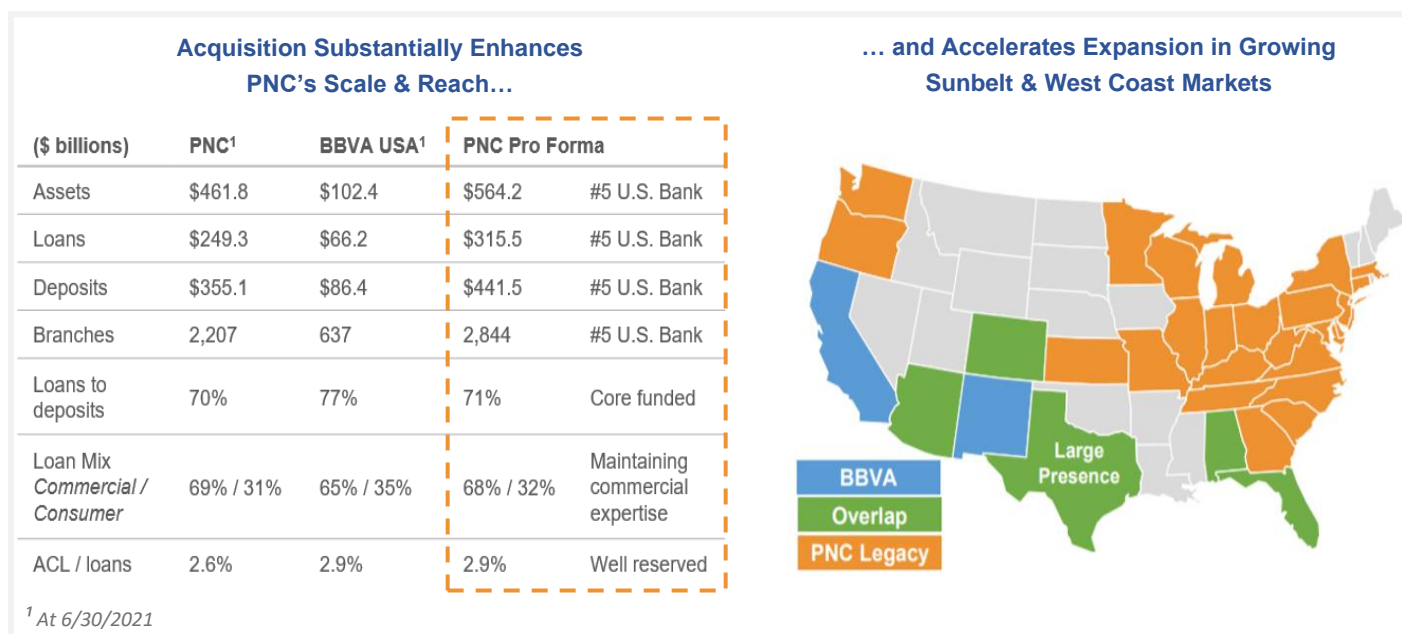 Acquisition Substantially Enhances
PNC’s Scale & Reach…
($ billions) PNC¹ BBVA USA¹ PNC Pro Forma
Assets $461.8 $102.4 $564.2 #5 U.S. Bank
Loans $249.3 $66.2 $315.5 #5 U.S. Bank
Deposits $355.1 $86.4 $441.5 #5 U.S. Bank
Branches 2,207 637 2,844 #5 U.S. Bank
Loans to
deposits 70% 77% 71% Core funded
Loan Mix
Commercial /
Consumer 69% / 31% 65% / 35% 68% / 32% Maintaining
commercial
expertise
ACL / loans 2.6% 2.9% 2.9% Well reserved
¹ At 6/30/2021
… and Accelerates Expansion in Growing
Sunbelt & West Coast Markets
Large
Presence
BBVA
Overlap
PNC Legacy